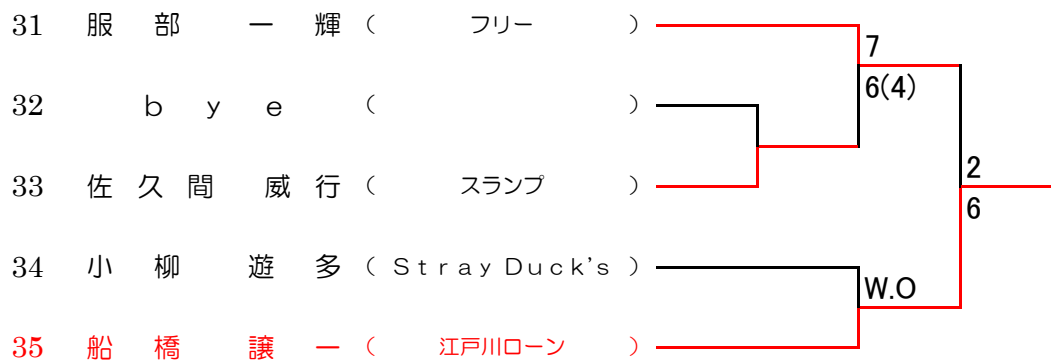 31 服部 一輝 ( フリー )
7
6(4)
32 bye ( )
33 佐久間 威行 ( スランプ )
2
6
34 小柳 遊多 ( Stray Duck's )
W.O
35 船橋 譲一 ( 江戸川ローン )